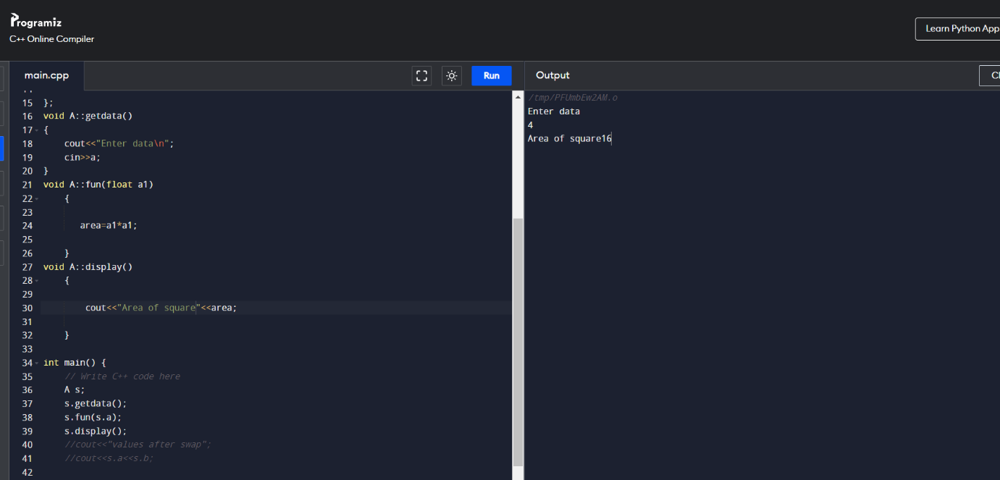 Programiz
C++ Online Compiler
Learn Python App
main.cpp
Run
Output
15 };
16 void A::getdata()
17 {
18 cout<<"Enter data\n";
19 cin>>a;
20 }
21 void A::fun(float a1)
22 {
23
24 area=a1*a1;
25
26 }
27 void A::display()
28 {
29
30 cout<<"Area of square"<<area;
31
32 }
33
34 int main() {
35 // Write C++ code here
36 A s;
37 s.getdata();
38 s.fun(s.a);
39 s.display();
40 //cout<<"values after swap";
41 //cout<<s.a<<s.b;
42
/tmp/PFUmbEw2AM.o
Enter data
4
Area of square16